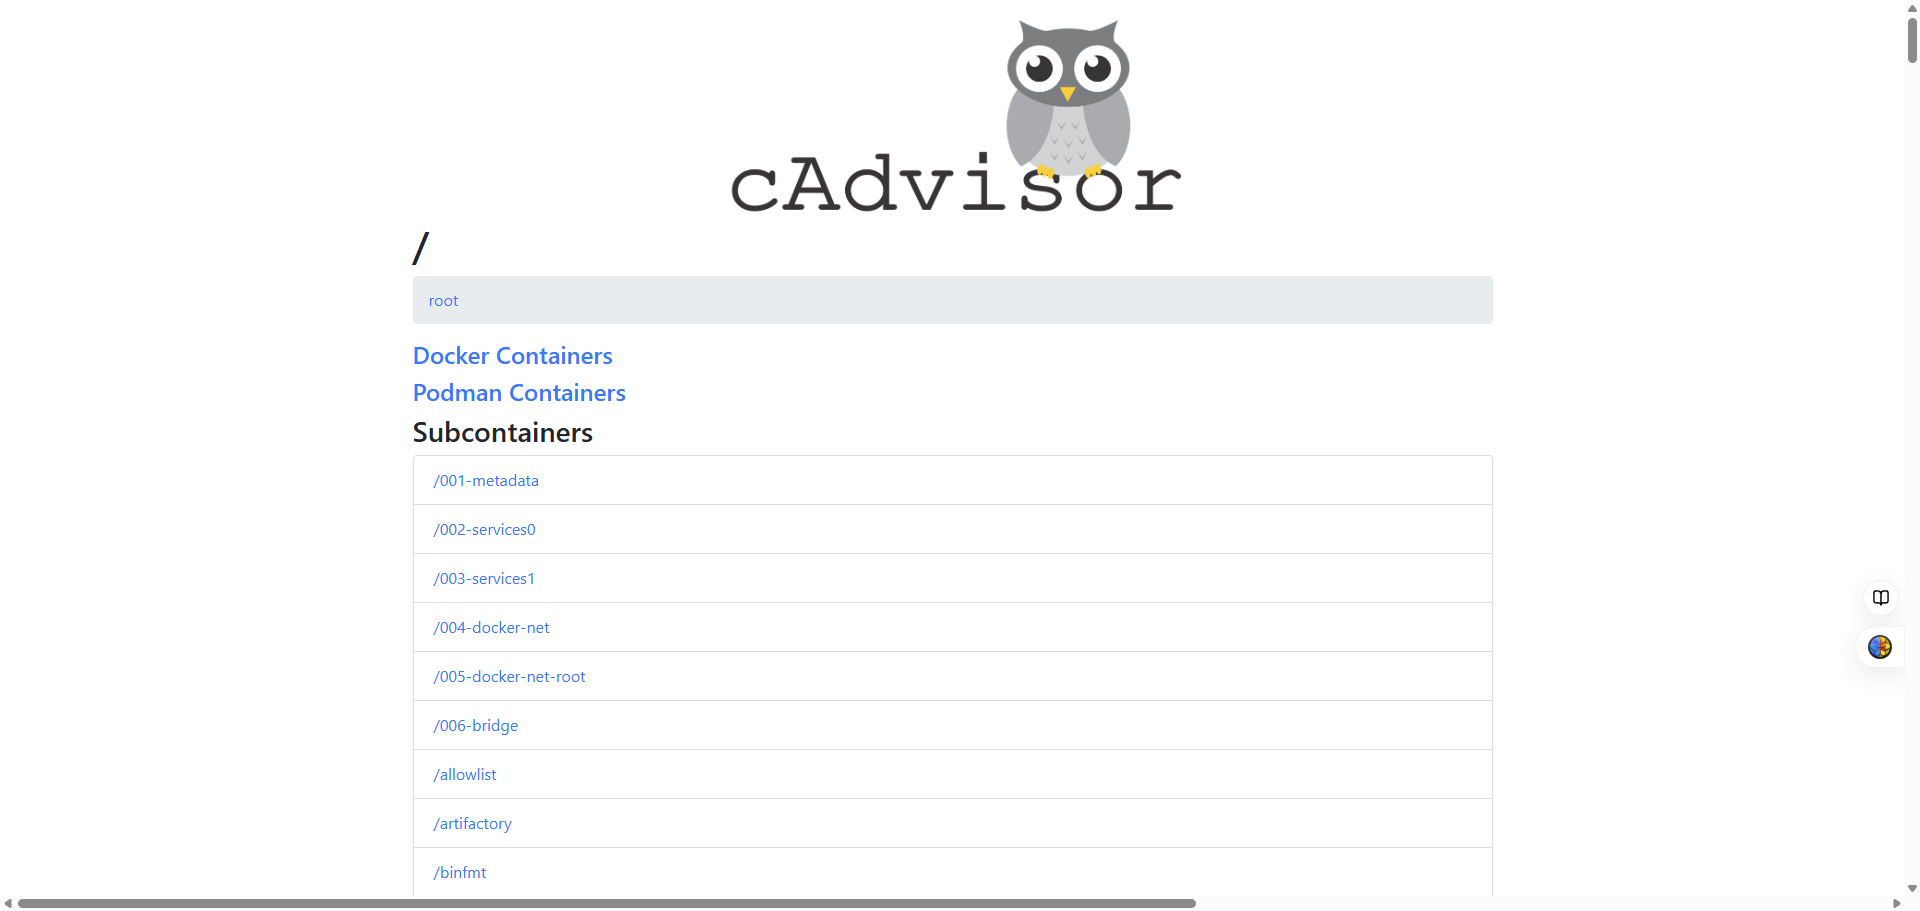 cAdvisor
/
root
Docker Containers
Podman Containers
Subcontainers
/001-metadata
/002-services0
/003-services1
/004-docker-net
/005-docker-net-root
/006-bridge
/allowlist
/artifactory
/binfmt